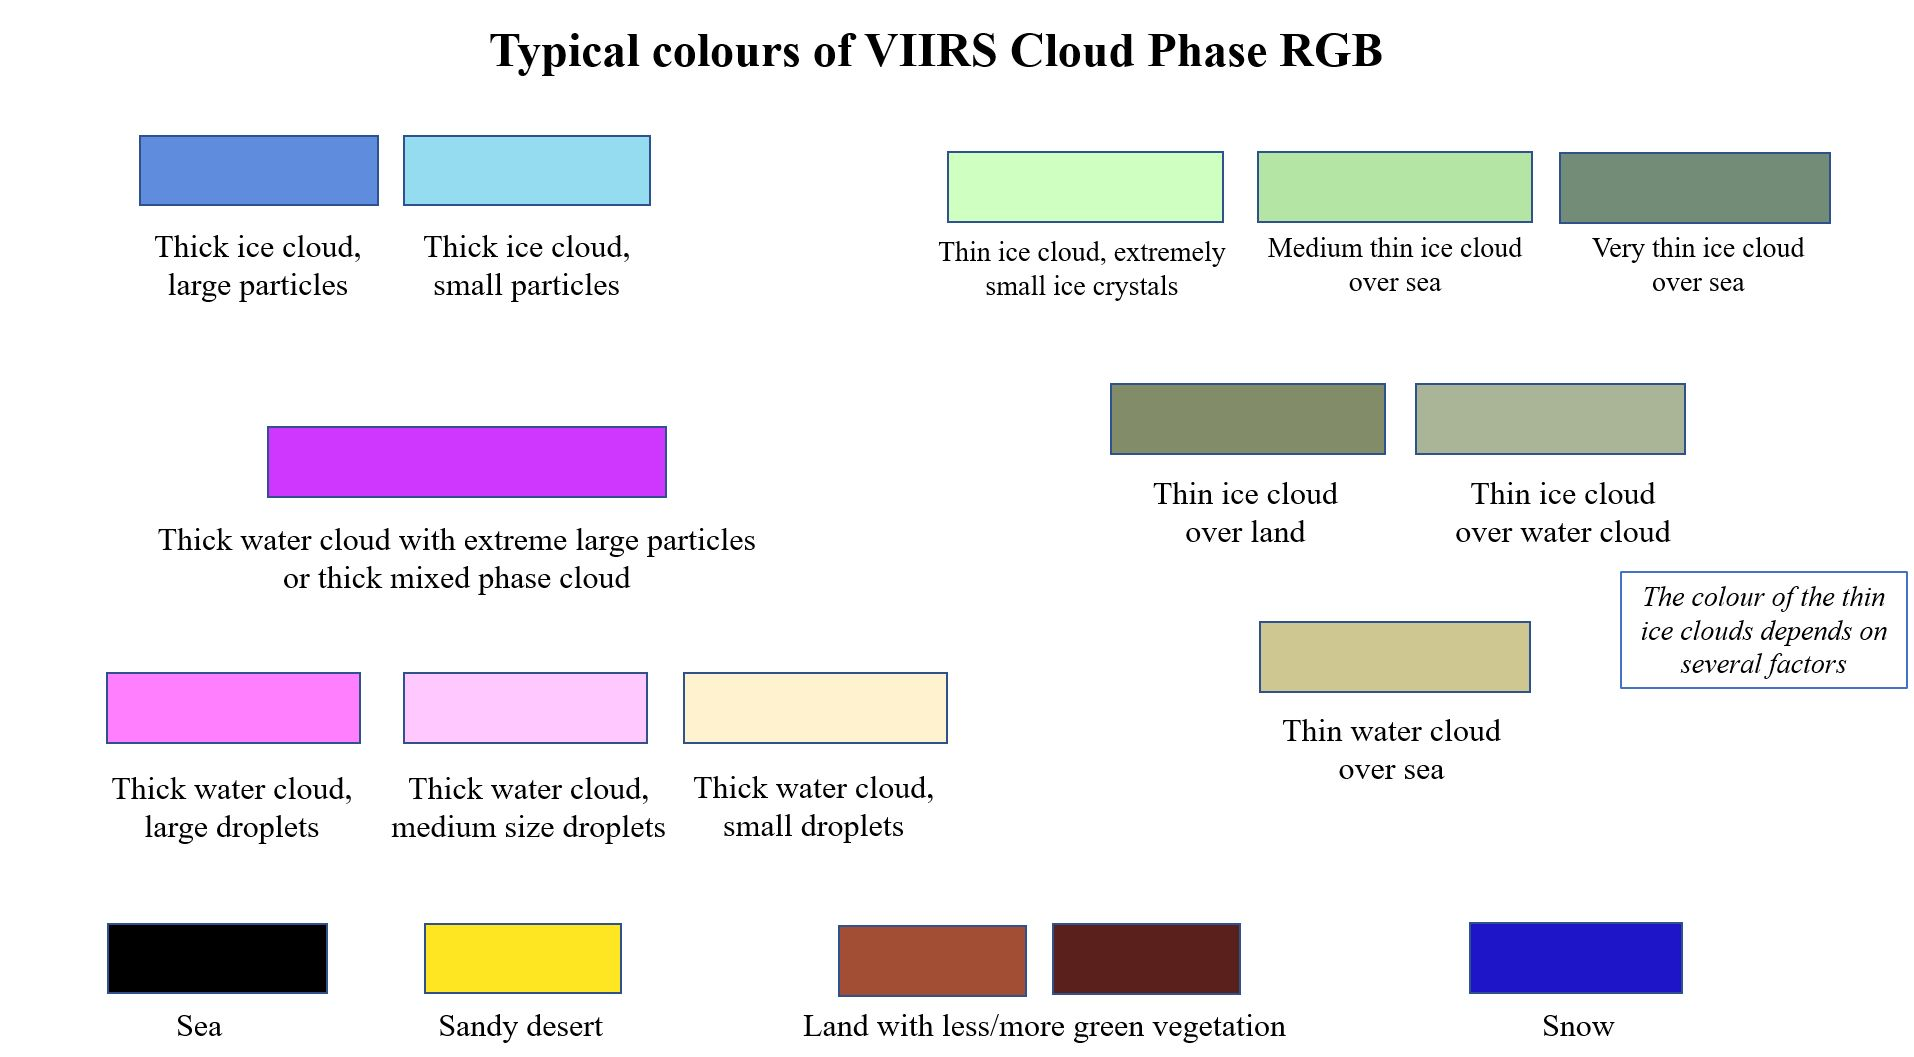 Typical colours of VIIRS Cloud Phase RGB
Thick ice cloud,
large particles
Thick ice cloud,
small particles
Thin ice cloud, extremely
small ice crystals
Medium thin ice cloud
over sea
Very thin ice cloud
over sea
Thick water cloud with extreme large particles
or thick mixed phase cloud
Thin ice cloud
over land
Thin ice cloud
over water cloud
The colour of the thin
ice clouds depends on
several factors
Thick water cloud,
large droplets
Thick water cloud,
medium size droplets
Thick water cloud,
small droplets
Thin water cloud
over sea
Sea
Sandy desert
Land with less/more green vegetation
Snow